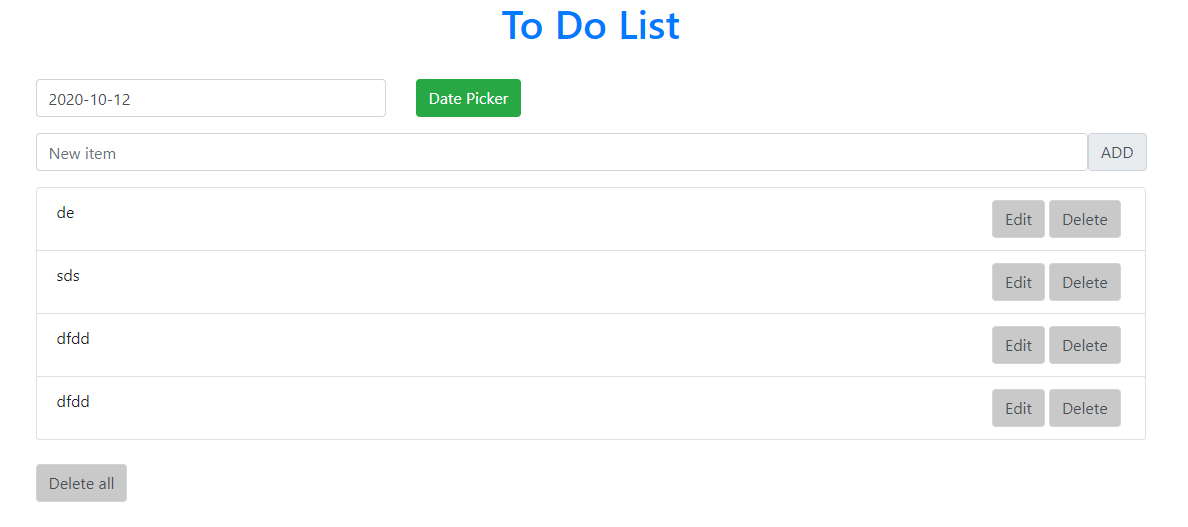 To Do List
2020-10-12 Date Picker
New item ADD
de Edit Delete
sds Edit Delete
dfdd Edit Delete
dfdd Edit Delete
Delete all